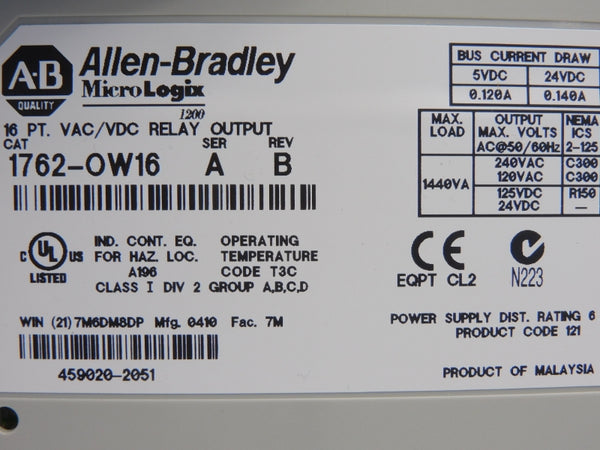 A-B
QUALITY
Allen-Bradley
MicroLogix
1200
16 PT. VAC/VDC RELAY OUTPUT
CAT SER REV
1762-OW16 A B
BUS CURRENT DRAW
5VDC 24VDC
0.120A 0.140A
MAX. LOAD OUTPUT MAX. VOLTS AC@50/60Hz NEMA ICS 2-125
1440VA 240VAC C300
120VAC C300
125VDC R150
24VDC —
C UL US
LISTED
IND. CONT. EQ.
FOR HAZ. LOC.
A196
OPERATING
TEMPERATURE
CODE T3C
CLASS I DIV 2 GROUP A,B,C,D
CE
EQPT CL2
N223
WIN (21)7M6DM8DP Mfg. 0410 Fac. 7M
459020-2051
POWER SUPPLY DIST. RATING 6
PRODUCT CODE 121
PRODUCT OF MALAYSIA